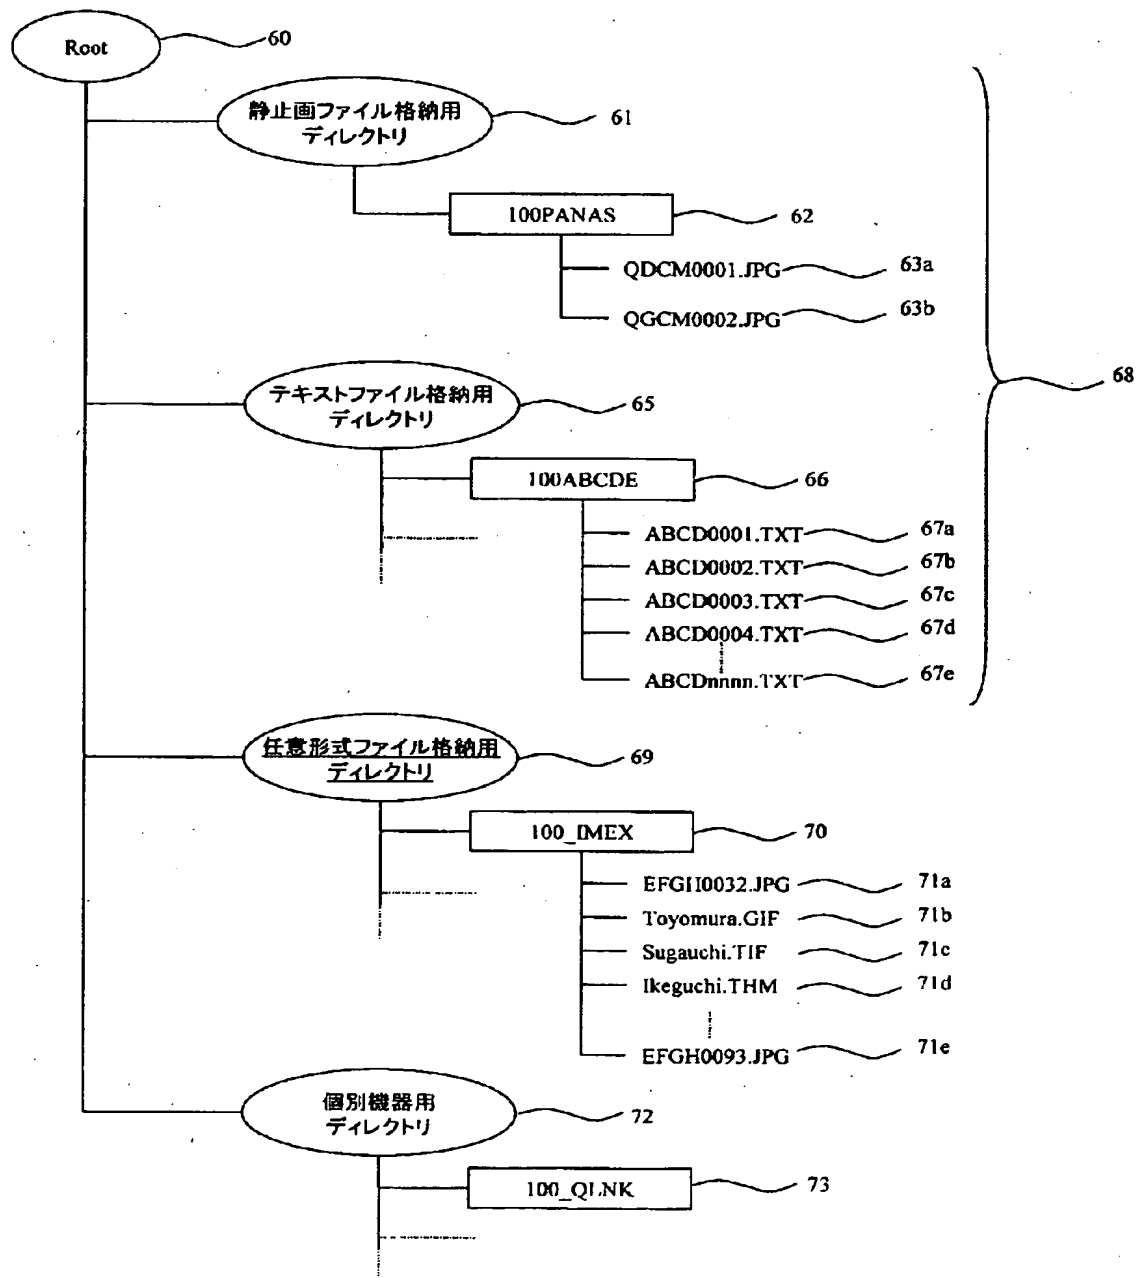 Root
60
静止画ファイル格納用
ディレクトリ
61
100PANAS
62
QDCM0001.JPG
63a
QGCM0002.JPG
63b
68
テキストファイル格納用
ディレクトリ
65
100ABCDE
66
ABCD0001.TXT
67a
ABCD0002.TXT
67b
ABCD0003.TXT
67c
ABCD0004.TXT
67d
ABCDnnnn.TXT
67e
任意形式ファイル格納用
ディレクトリ
69
100_IMEX
70
EFGH0032.JPG
71a
Toyomura.GIF
71b
Sugauchi.TIF
71c
Ikeguchi.THM
71d
EFGH0093.JPG
71e
個別機器用
ディレクトリ
72
100_QLNK
73